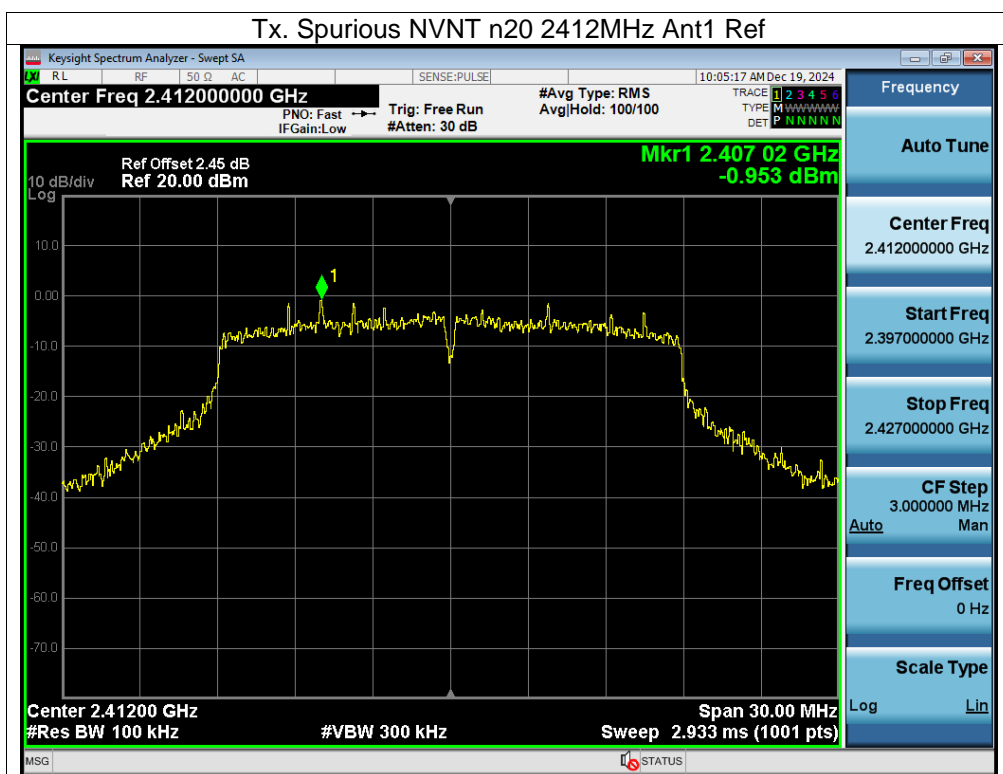 Tx. Spurious NVNT n20 2412MHz Ant1 Ref
Keysight Spectrum Analyzer - Swept SA
LXI RL RF 50 Ω AC SENSE:PULSE 10:05:17 AM Dec 19, 2024
Center Freq 2.412000000 GHz
PNO: Fast
IFGain:Low
Trig: Free Run
#Atten: 30 dB
#Avg Type: RMS
Avg|Hold: 100/100
TRACE 1 2 3 4 5 6
TYPE M WWWWW
DET P N N N N N
Ref Offset 2.45 dB
Ref 20.00 dBm
10 dB/div
Log
Mkr1 2.407 02 GHz
-0.953 dBm
1
10.0
0.00
-10.0
-20.0
-30.0
-40.0
-50.0
-60.0
-70.0
Center 2.41200 GHz
Span 30.00 MHz
#Res BW 100 kHz
#VBW 300 kHz
Sweep 2.933 ms (1001 pts)
MSG
STATUS
Frequency
Auto Tune
Center Freq
2.412000000 GHz
Start Freq
2.397000000 GHz
Stop Freq
2.427000000 GHz
CF Step
3.000000 MHz
Auto Man
Freq Offset
0 Hz
Scale Type
Log Lin